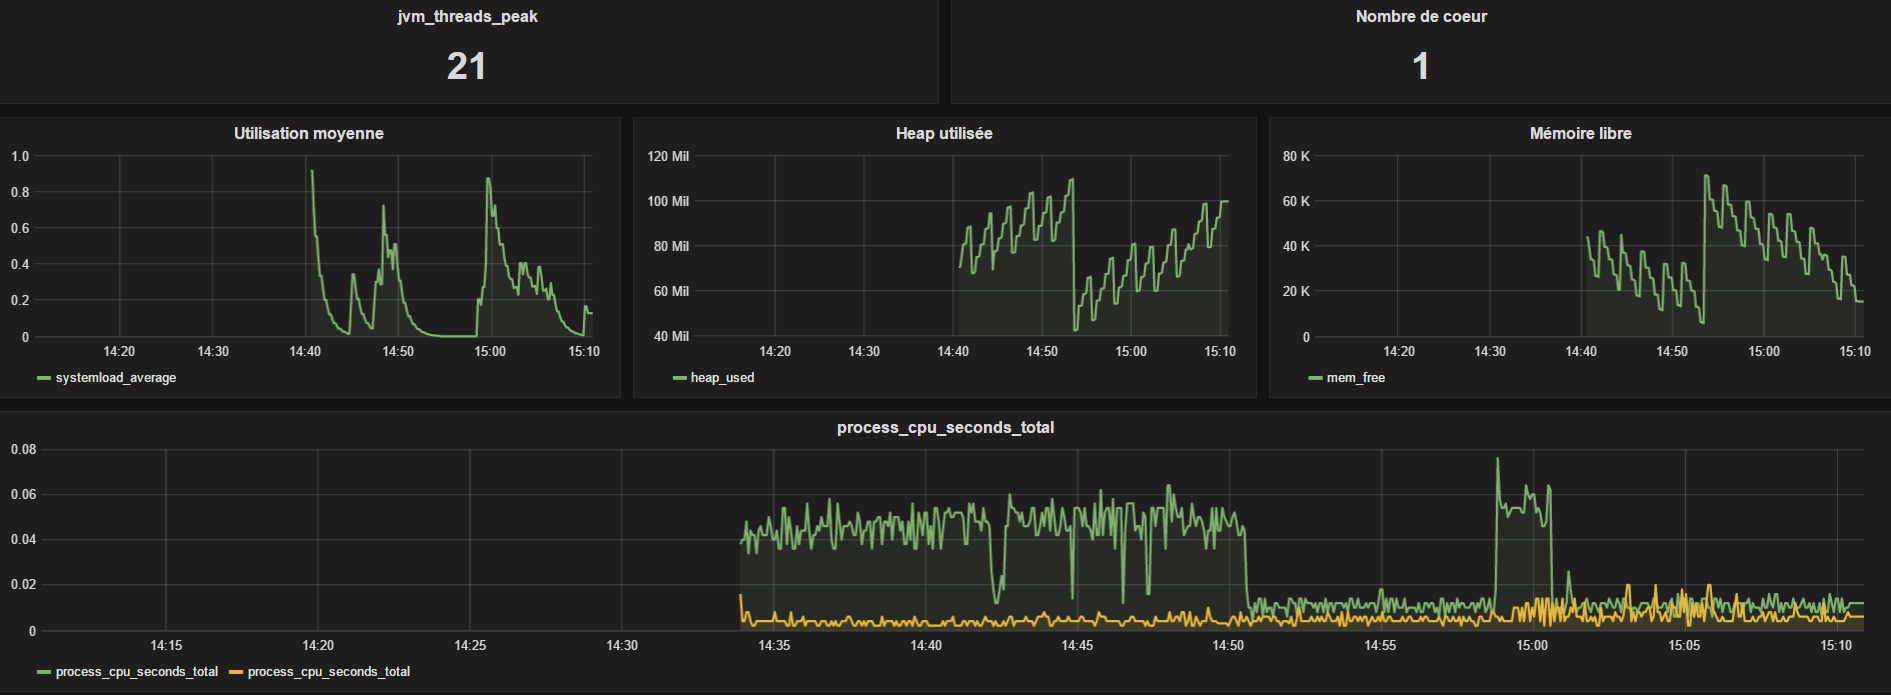 jvm_threads_peak
21
Nombre de coeur
1
Utilisation moyenne
1.0
0.8
0.6
0.4
0.2
0
14:20 14:30 14:40 14:50 15:00 15:10
systemload_average
Heap utilisée
120 Mil
100 Mil
80 Mil
60 Mil
40 Mil
14:20 14:30 14:40 14:50 15:00 15:10
heap_used
Mémoire libre
80 K
60 K
40 K
20 K
0
14:20 14:30 14:40 14:50 15:00 15:10
mem_free
process_cpu_seconds_total
0.08
0.06
0.04
0.02
0
14:15 14:20 14:25 14:30 14:35 14:40 14:45 14:50 14:55 15:00 15:05 15:10
process_cpu_seconds_total process_cpu_seconds_total